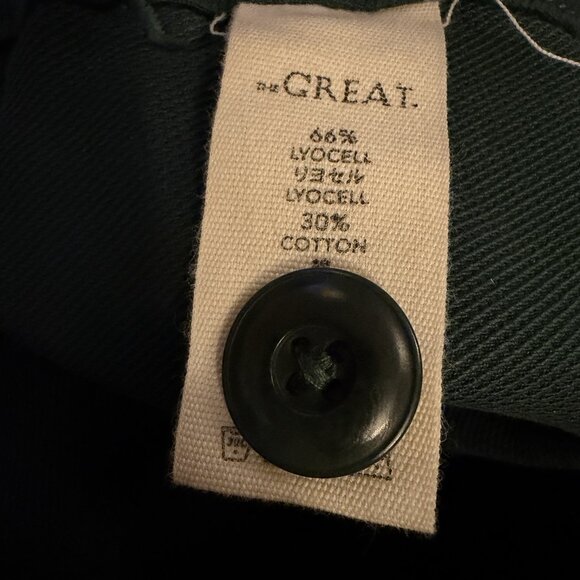 THE GREAT.
66%
LYOCELL
リヨセル
LYOCELL
30%
COTTON